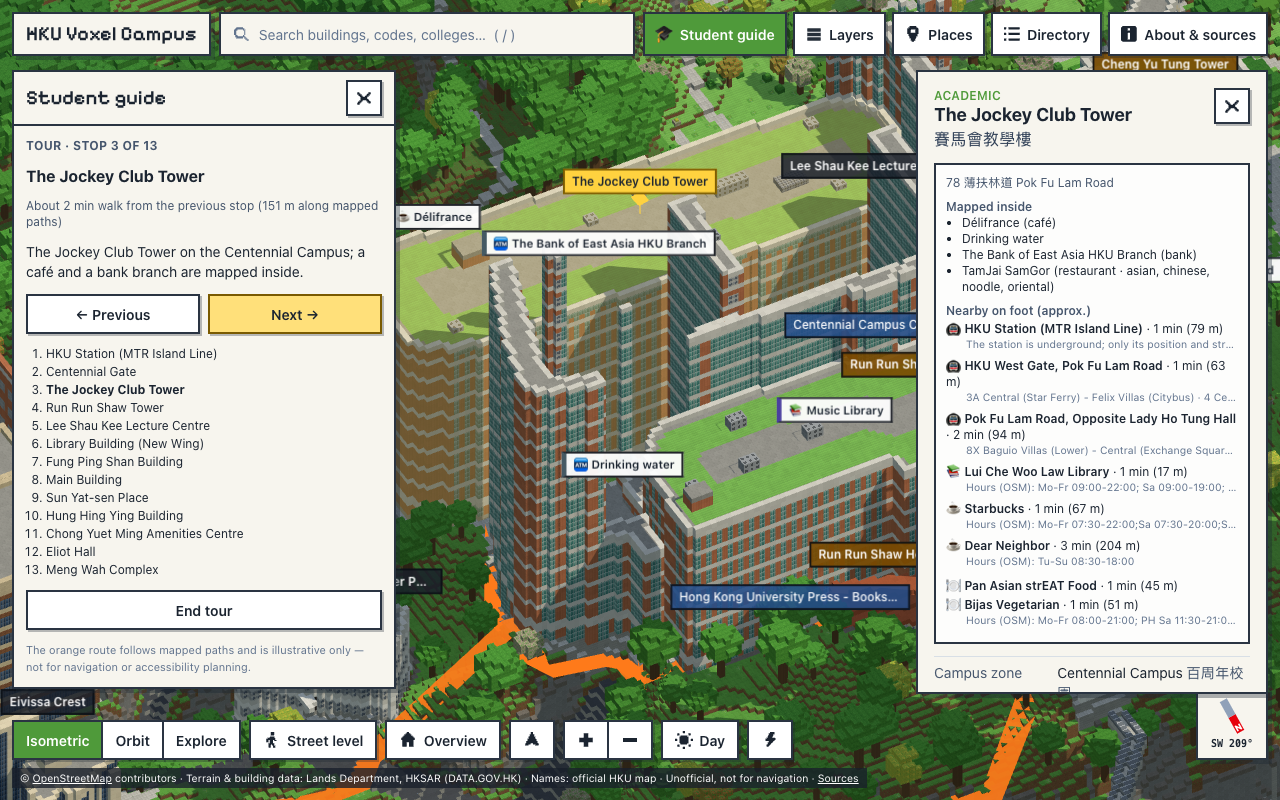 HKU Voxel Campus
Search buildings, codes, colleges... ( / )
Student guide
Layers
Places
Directory
About & sources
Student guide
TOUR · STOP 3 OF 13
The Jockey Club Tower
About 2 min walk from the previous stop (151 m along mapped
paths)
The Jockey Club Tower on the Centennial Campus; a
café and a bank branch are mapped inside.
← Previous
Next →
1. HKU Station (MTR Island Line)
2. Centennial Gate
3. The Jockey Club Tower
4. Run Run Shaw Tower
5. Lee Shau Kee Lecture Centre
6. Library Building (New Wing)
7. Fung Ping Shan Building
8. Main Building
9. Sun Yat-sen Place
10. Hung Hing Ying Building
11. Chong Yuet Ming Amenities Centre
12. Eliot Hall
13. Meng Wah Complex
End tour
The orange route follows mapped paths and is illustrative only —
not for navigation or accessibility planning.
Cheng Yu Tung Tower
Lee Shau Kee Lecture
The Jockey Club Tower
Délifrance
ATM The Bank of East Asia HKU Branch
Centennial Campus C
Run Run Sh
Music Library
ATM Drinking water
Run Run Shaw H
er P...
Hong Kong University Press - Books...
Eivissa Crest
ACADEMIC
The Jockey Club Tower
賽馬會教學樓
78 薄扶林道 Pok Fu Lam Road
Mapped inside
• Délifrance (café)
• Drinking water
• The Bank of East Asia HKU Branch (bank)
• TamJai SamGor (restaurant · asian, chinese,
noodle, oriental)
Nearby on foot (approx.)
HKU Station (MTR Island Line) · 1 min (79 m)
The station is underground; only its position and str...
HKU West Gate, Pok Fu Lam Road · 1 min (63
m)
3A Central (Star Ferry) - Felix Villas (Citybus) · 4 Ce...
Pok Fu Lam Road, Opposite Lady Ho Tung Hall
· 2 min (94 m)
8X Baguio Villas (Lower) - Central (Exchange Squar...
Lui Che Woo Law Library · 1 min (17 m)
Hours (OSM): Mo-Fr 09:00-22:00; Sa 09:00-19:00; ...
Starbucks · 1 min (67 m)
Hours (OSM): Mo-Fr 07:30-22:00;Sa 07:30-20:00;S...
Dear Neighbor · 3 min (204 m)
Hours (OSM): Tu-Su 08:30-18:00
Pan Asian strEAT Food · 1 min (45 m)
Bijas Vegetarian · 1 min (51 m)
Hours (OSM): Mo-Fr 08:00-21:00; PH Sa 11:30-21:0...
Campus zone
Centennial Campus 百周年校
Isometric
Orbit
Explore
Street level
Overview
Day
SW 209°
© OpenStreetMap contributors · Terrain & building data: Lands Department, HKSAR (DATA.GOV.HK) · Names: official HKU map · Unofficial, not for navigation · Sources